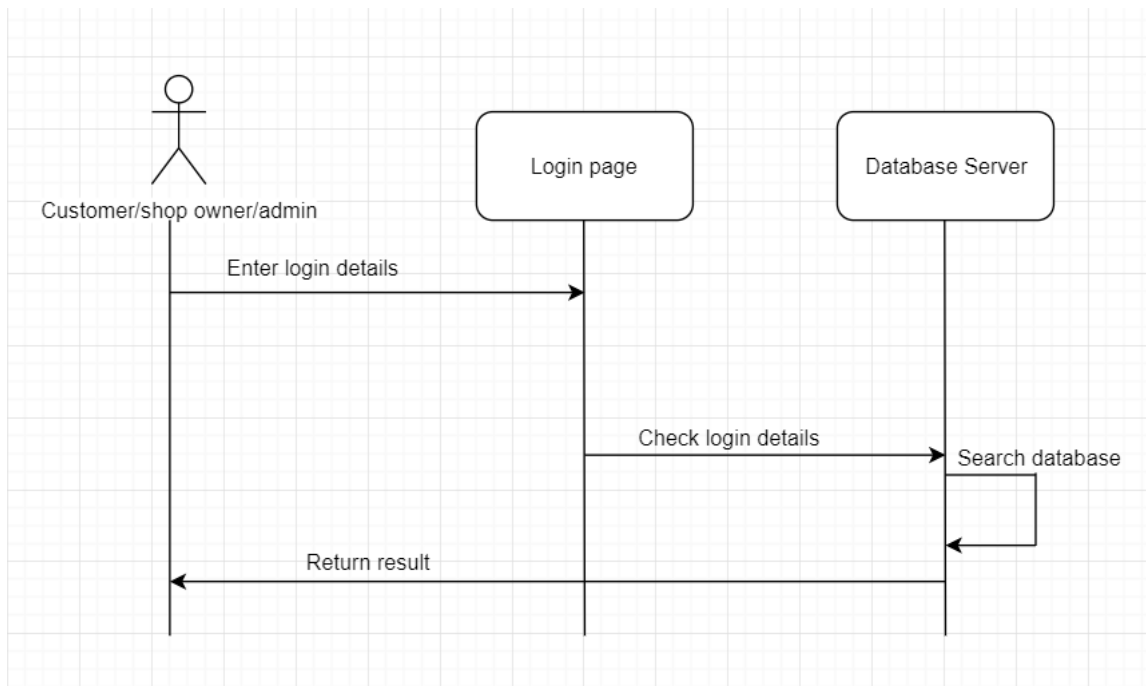 Login page
Database Server
Customer/shop owner/admin
Enter login details
Check login details
Search database
Return result